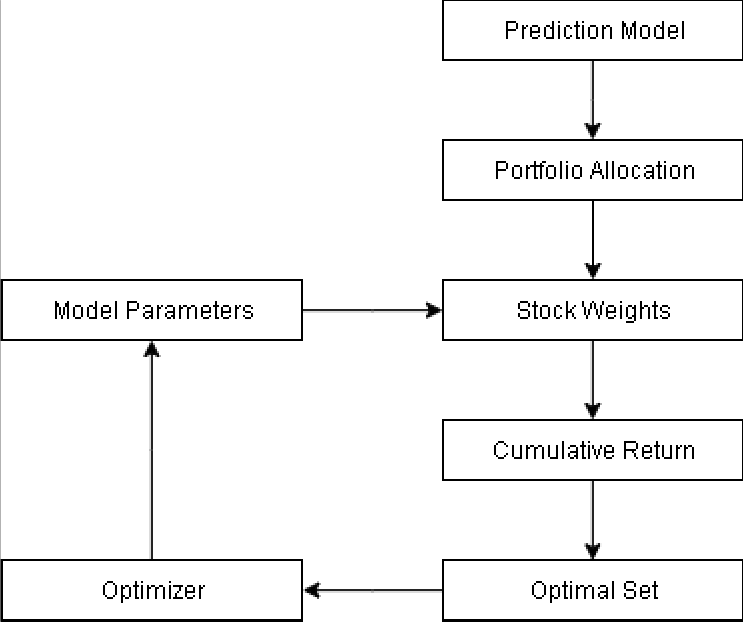 Prediction Model
Portfolio Allocation
Model Parameters
Stock Weights
Cumulative Return
Optimizer
Optimal Set